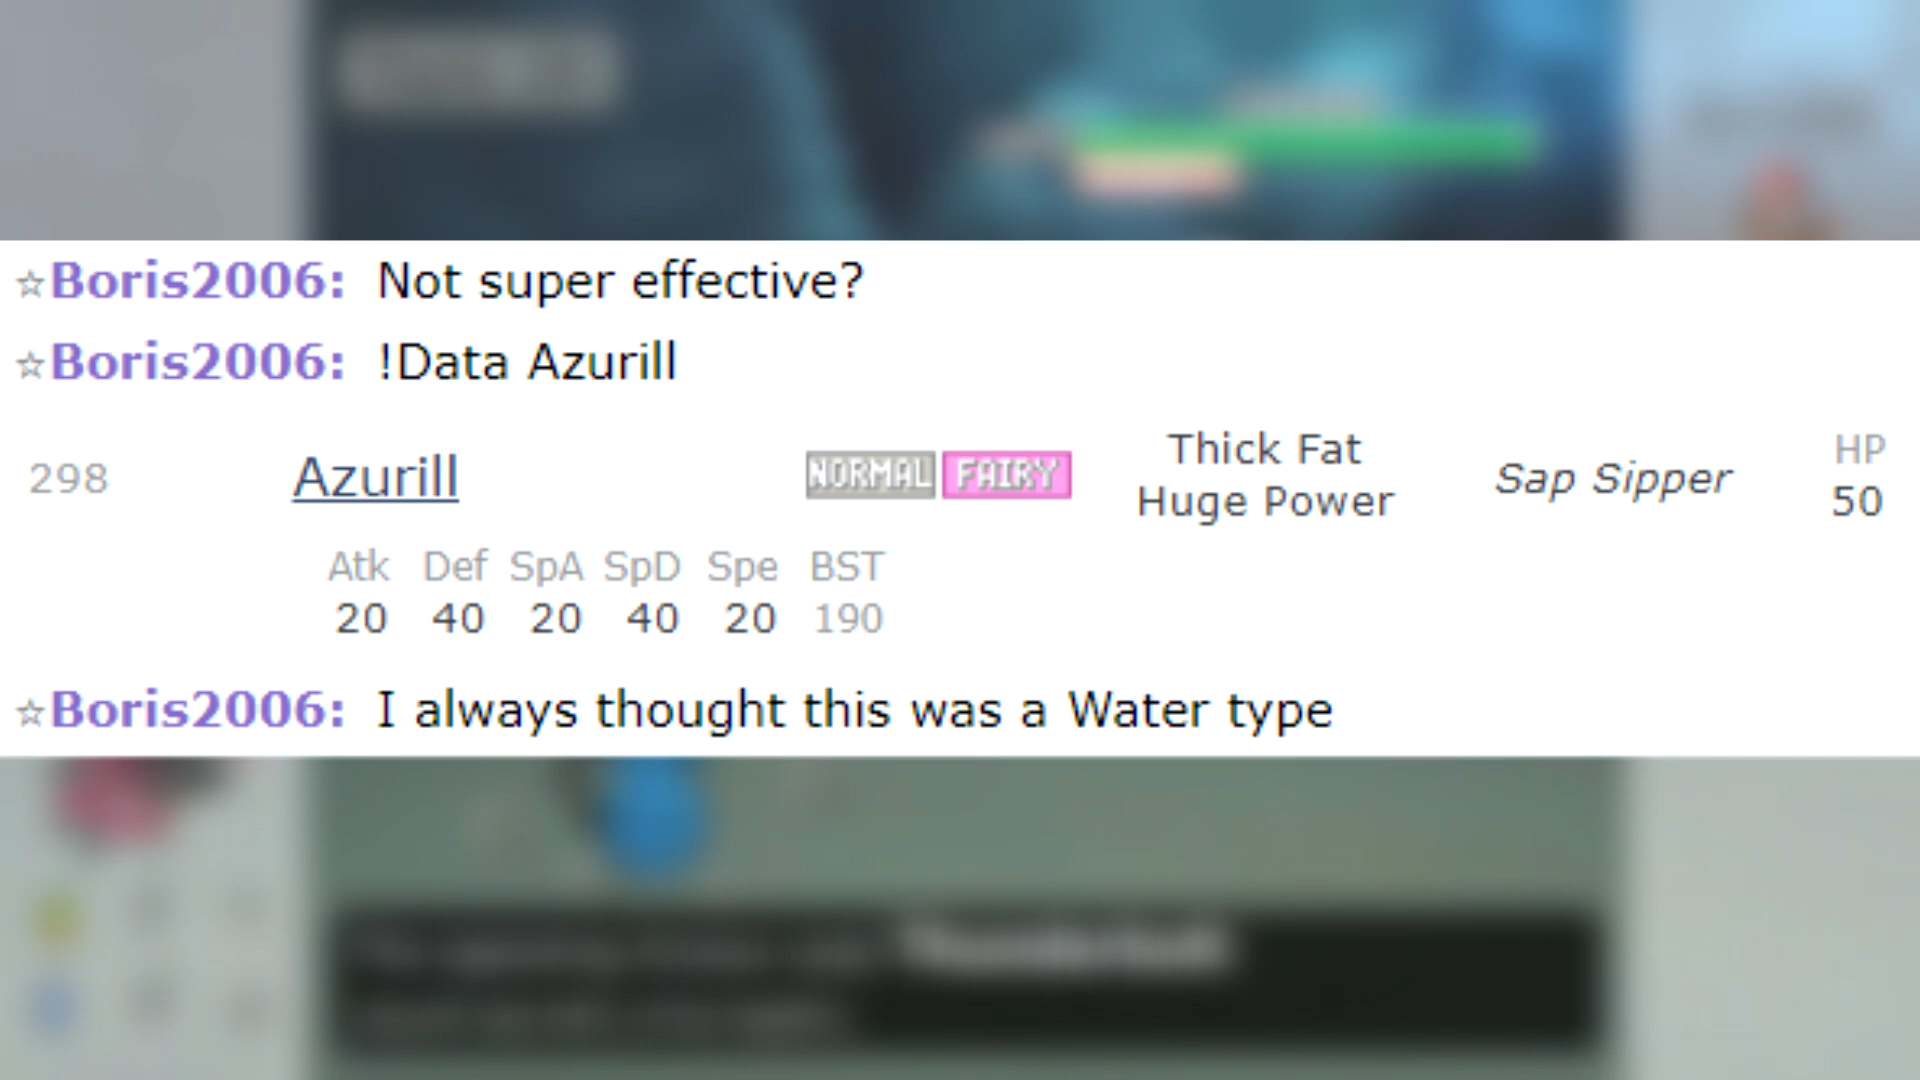 ☆Boris2006: Not super effective?
☆Boris2006: !Data Azurill
298 Azurill NORMAL FAIRY Thick Fat Huge Power Sap Sipper HP 50
Atk Def SpA SpD Spe BST
20 40 20 40 20 190
☆Boris2006: I always thought this was a Water type